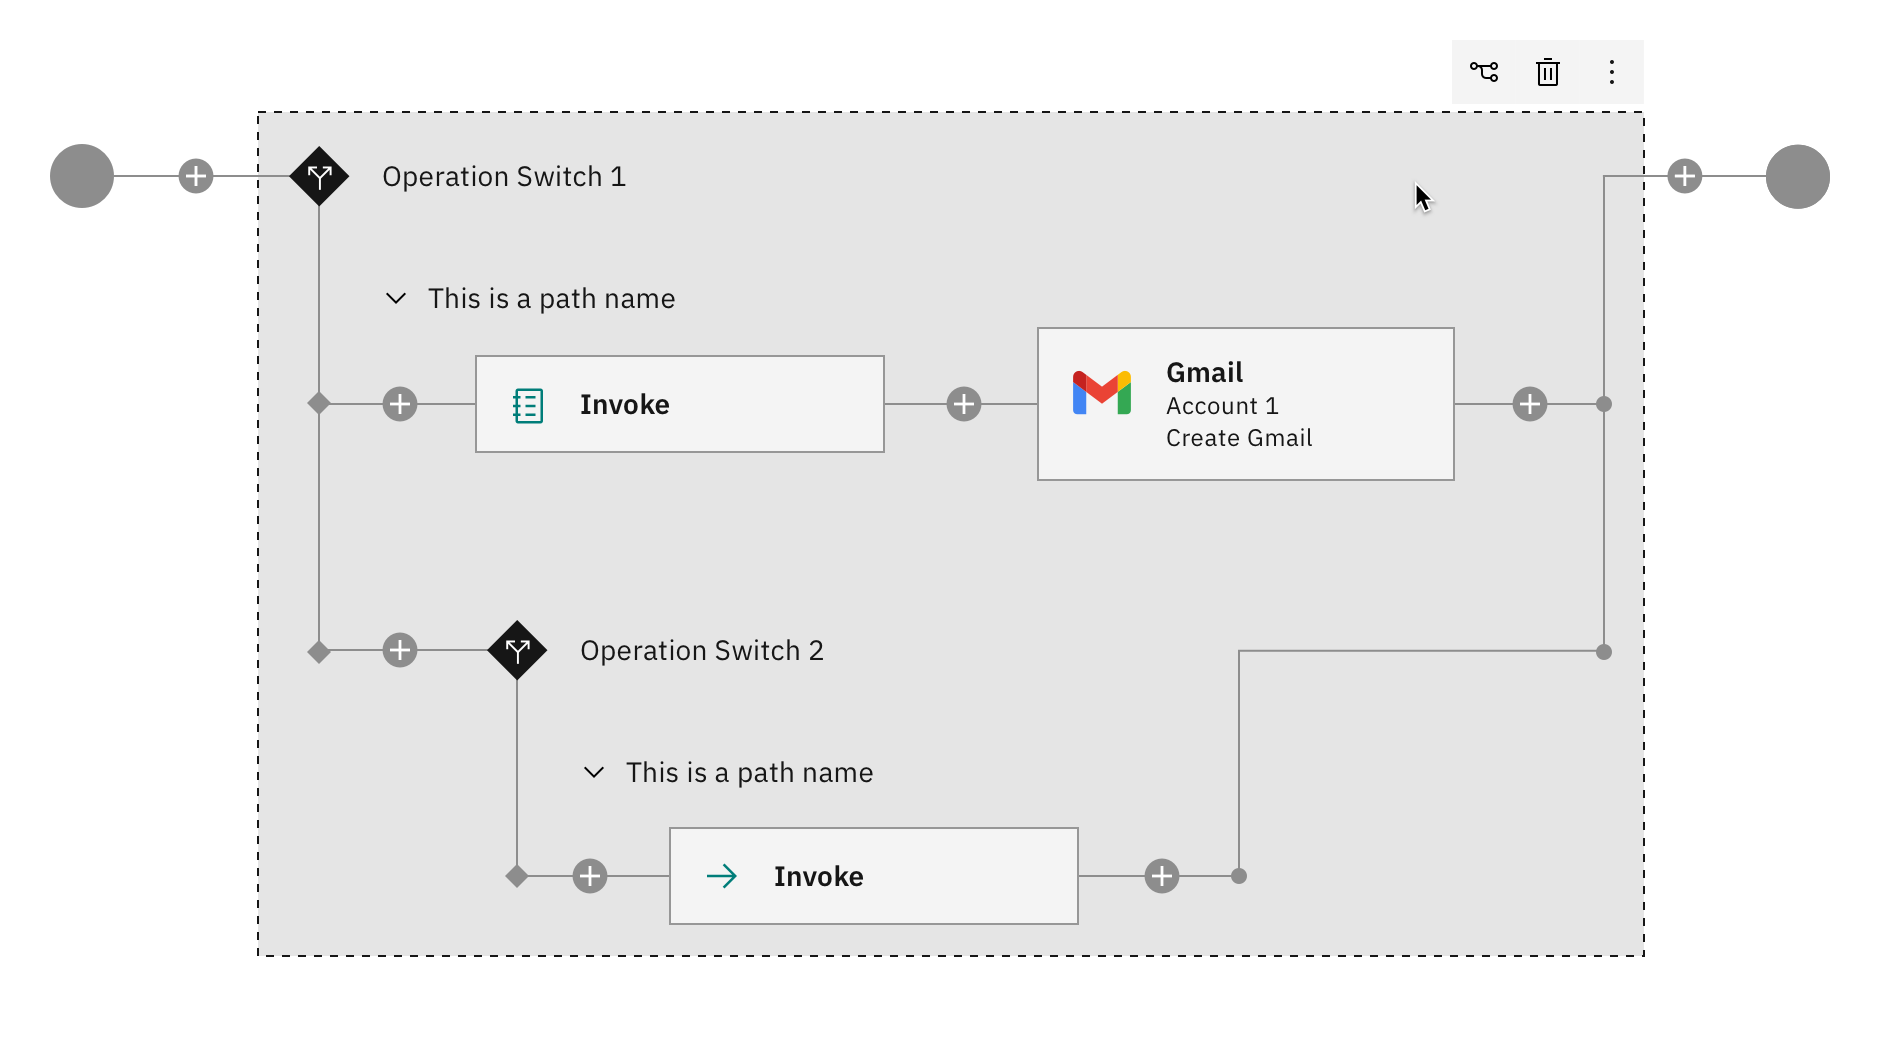 Operation Switch 1
This is a path name
Invoke
Gmail
Account 1
Create Gmail
Operation Switch 2
This is a path name
Invoke